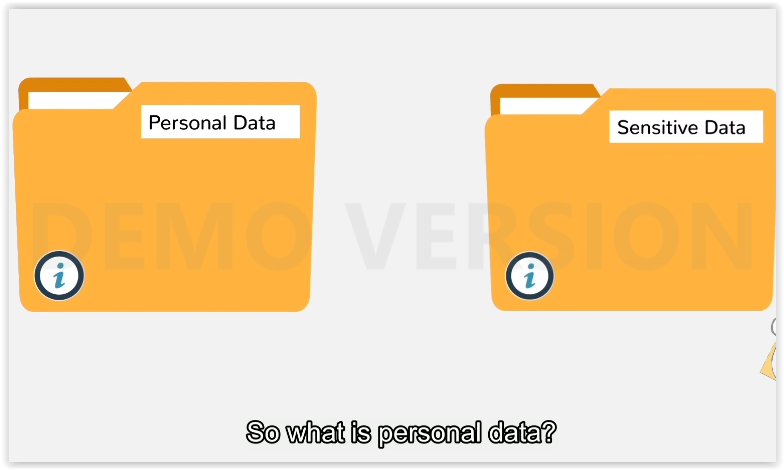 Personal Data
Sensitive Data
DEMO VERSION
i
i
So what is personal data?